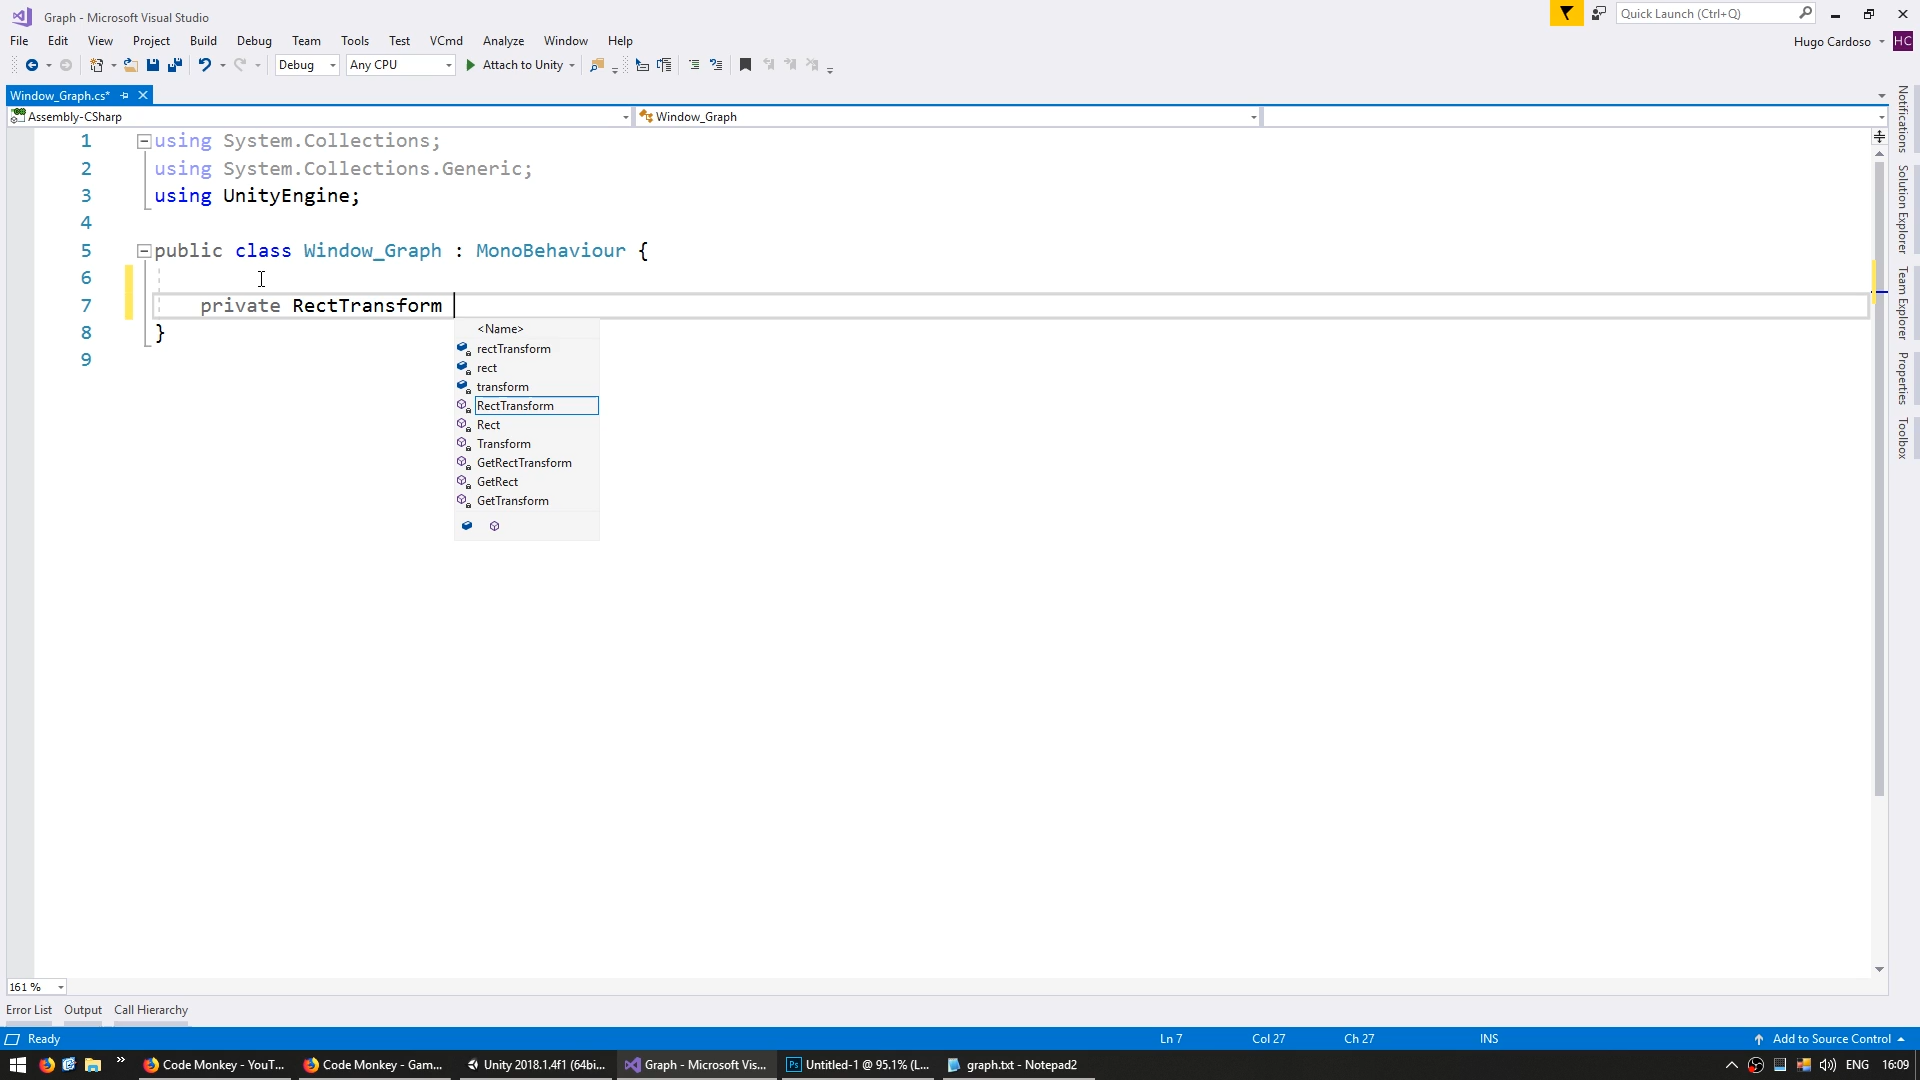 Graph - Microsoft Visual Studio
Quick Launch (Ctrl+Q)
File Edit View Project Build Debug Team Tools Test VCmd Analyze Window Help
Hugo Cardoso HC
Debug Any CPU Attach to Unity
Window_Graph.cs*
Assembly-CSharp Window_Graph
1 using System.Collections;
2 using System.Collections.Generic;
3 using UnityEngine;
4
5 public class Window_Graph : MonoBehaviour {
6
7 private RectTransform
8 }
9
<Name>
rectTransform
rect
transform
RectTransform
Rect
Transform
GetRectTransform
GetRect
GetTransform
Notifications
Solution Explorer
Team Explorer
Properties
Toolbox
161 %
Error List Output Call Hierarchy
Ready Ln 7 Col 27 Ch 27 INS Add to Source Control
Code Monkey - YouT... Code Monkey - Gam... Unity 2018.1.4f1 (64bi... Graph - Microsoft Vis... Ps Untitled-1 @ 95.1% (L... graph.txt - Notepad2 ENG 16:09